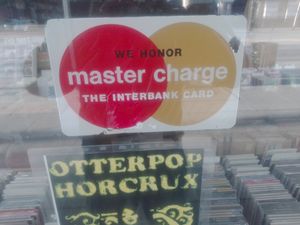 WE HONOR
master charge
THE INTERBANK CARD
OTTERPOP
HORCRUX
&